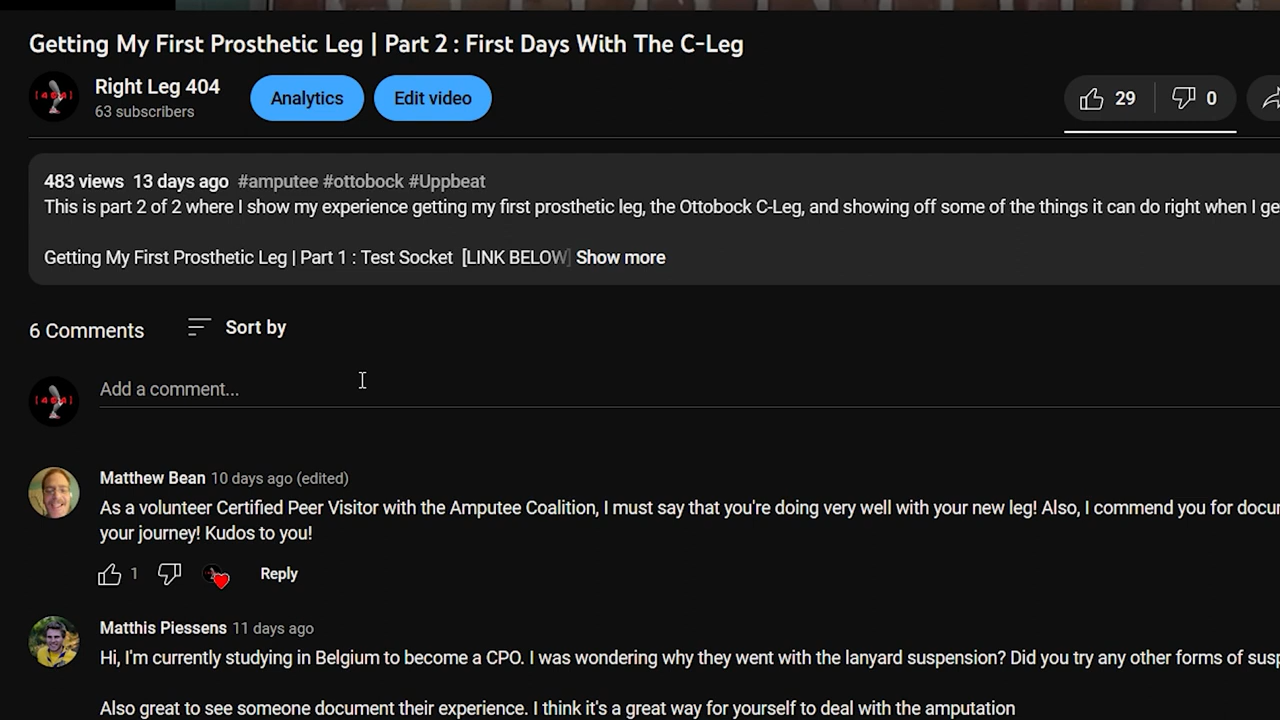 Getting My First Prosthetic Leg | Part 2 : First Days With The C-Leg
Right Leg 404
63 subscribers
Analytics
Edit video
29
0
483 views 13 days ago #amputee #ottobock #Uppbeat
This is part 2 of 2 where I show my experience getting my first prosthetic leg, the Ottobock C-Leg, and showing off some of the things it can do right when I ge
Getting My First Prosthetic Leg | Part 1 : Test Socket [LINK BELOW] Show more
6 Comments
Sort by
[404]
Add a comment...
Matthew Bean 10 days ago (edited)
As a volunteer Certified Peer Visitor with the Amputee Coalition, I must say that you're doing very well with your new leg! Also, I commend you for docu
your journey! Kudos to you!
1
Reply
Matthis Piessens 11 days ago
Hi, I'm currently studying in Belgium to become a CPO. I was wondering why they went with the lanyard suspension? Did you try any other forms of susp
Also great to see someone document their experience. I think it's a great way for yourself to deal with the amputation